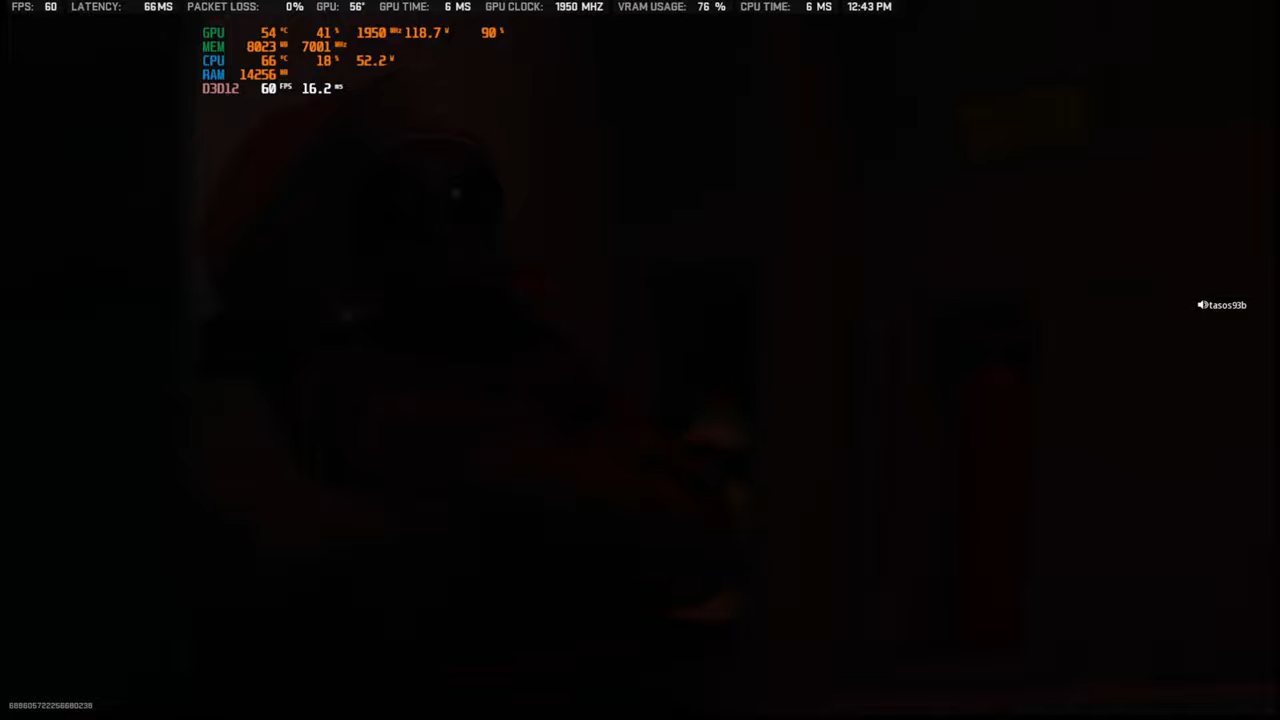 FPS: 60 LATENCY: 66MS PACKET LOSS: 0% GPU: 56° GPU TIME: 6 MS GPU CLOCK: 1950 MHZ VRAM USAGE: 76 % CPU TIME: 6 MS 12:43 PM
GPU 54 °C 41 % 1950 MHz 118.7 W 90 %
MEM 8023 MB 7001 MHz
CPU 66 °C 18 % 52.2 W
RAM 14256 MB
D3D12 60 FPS 16.2 ms
tasos93b
688605722256680238